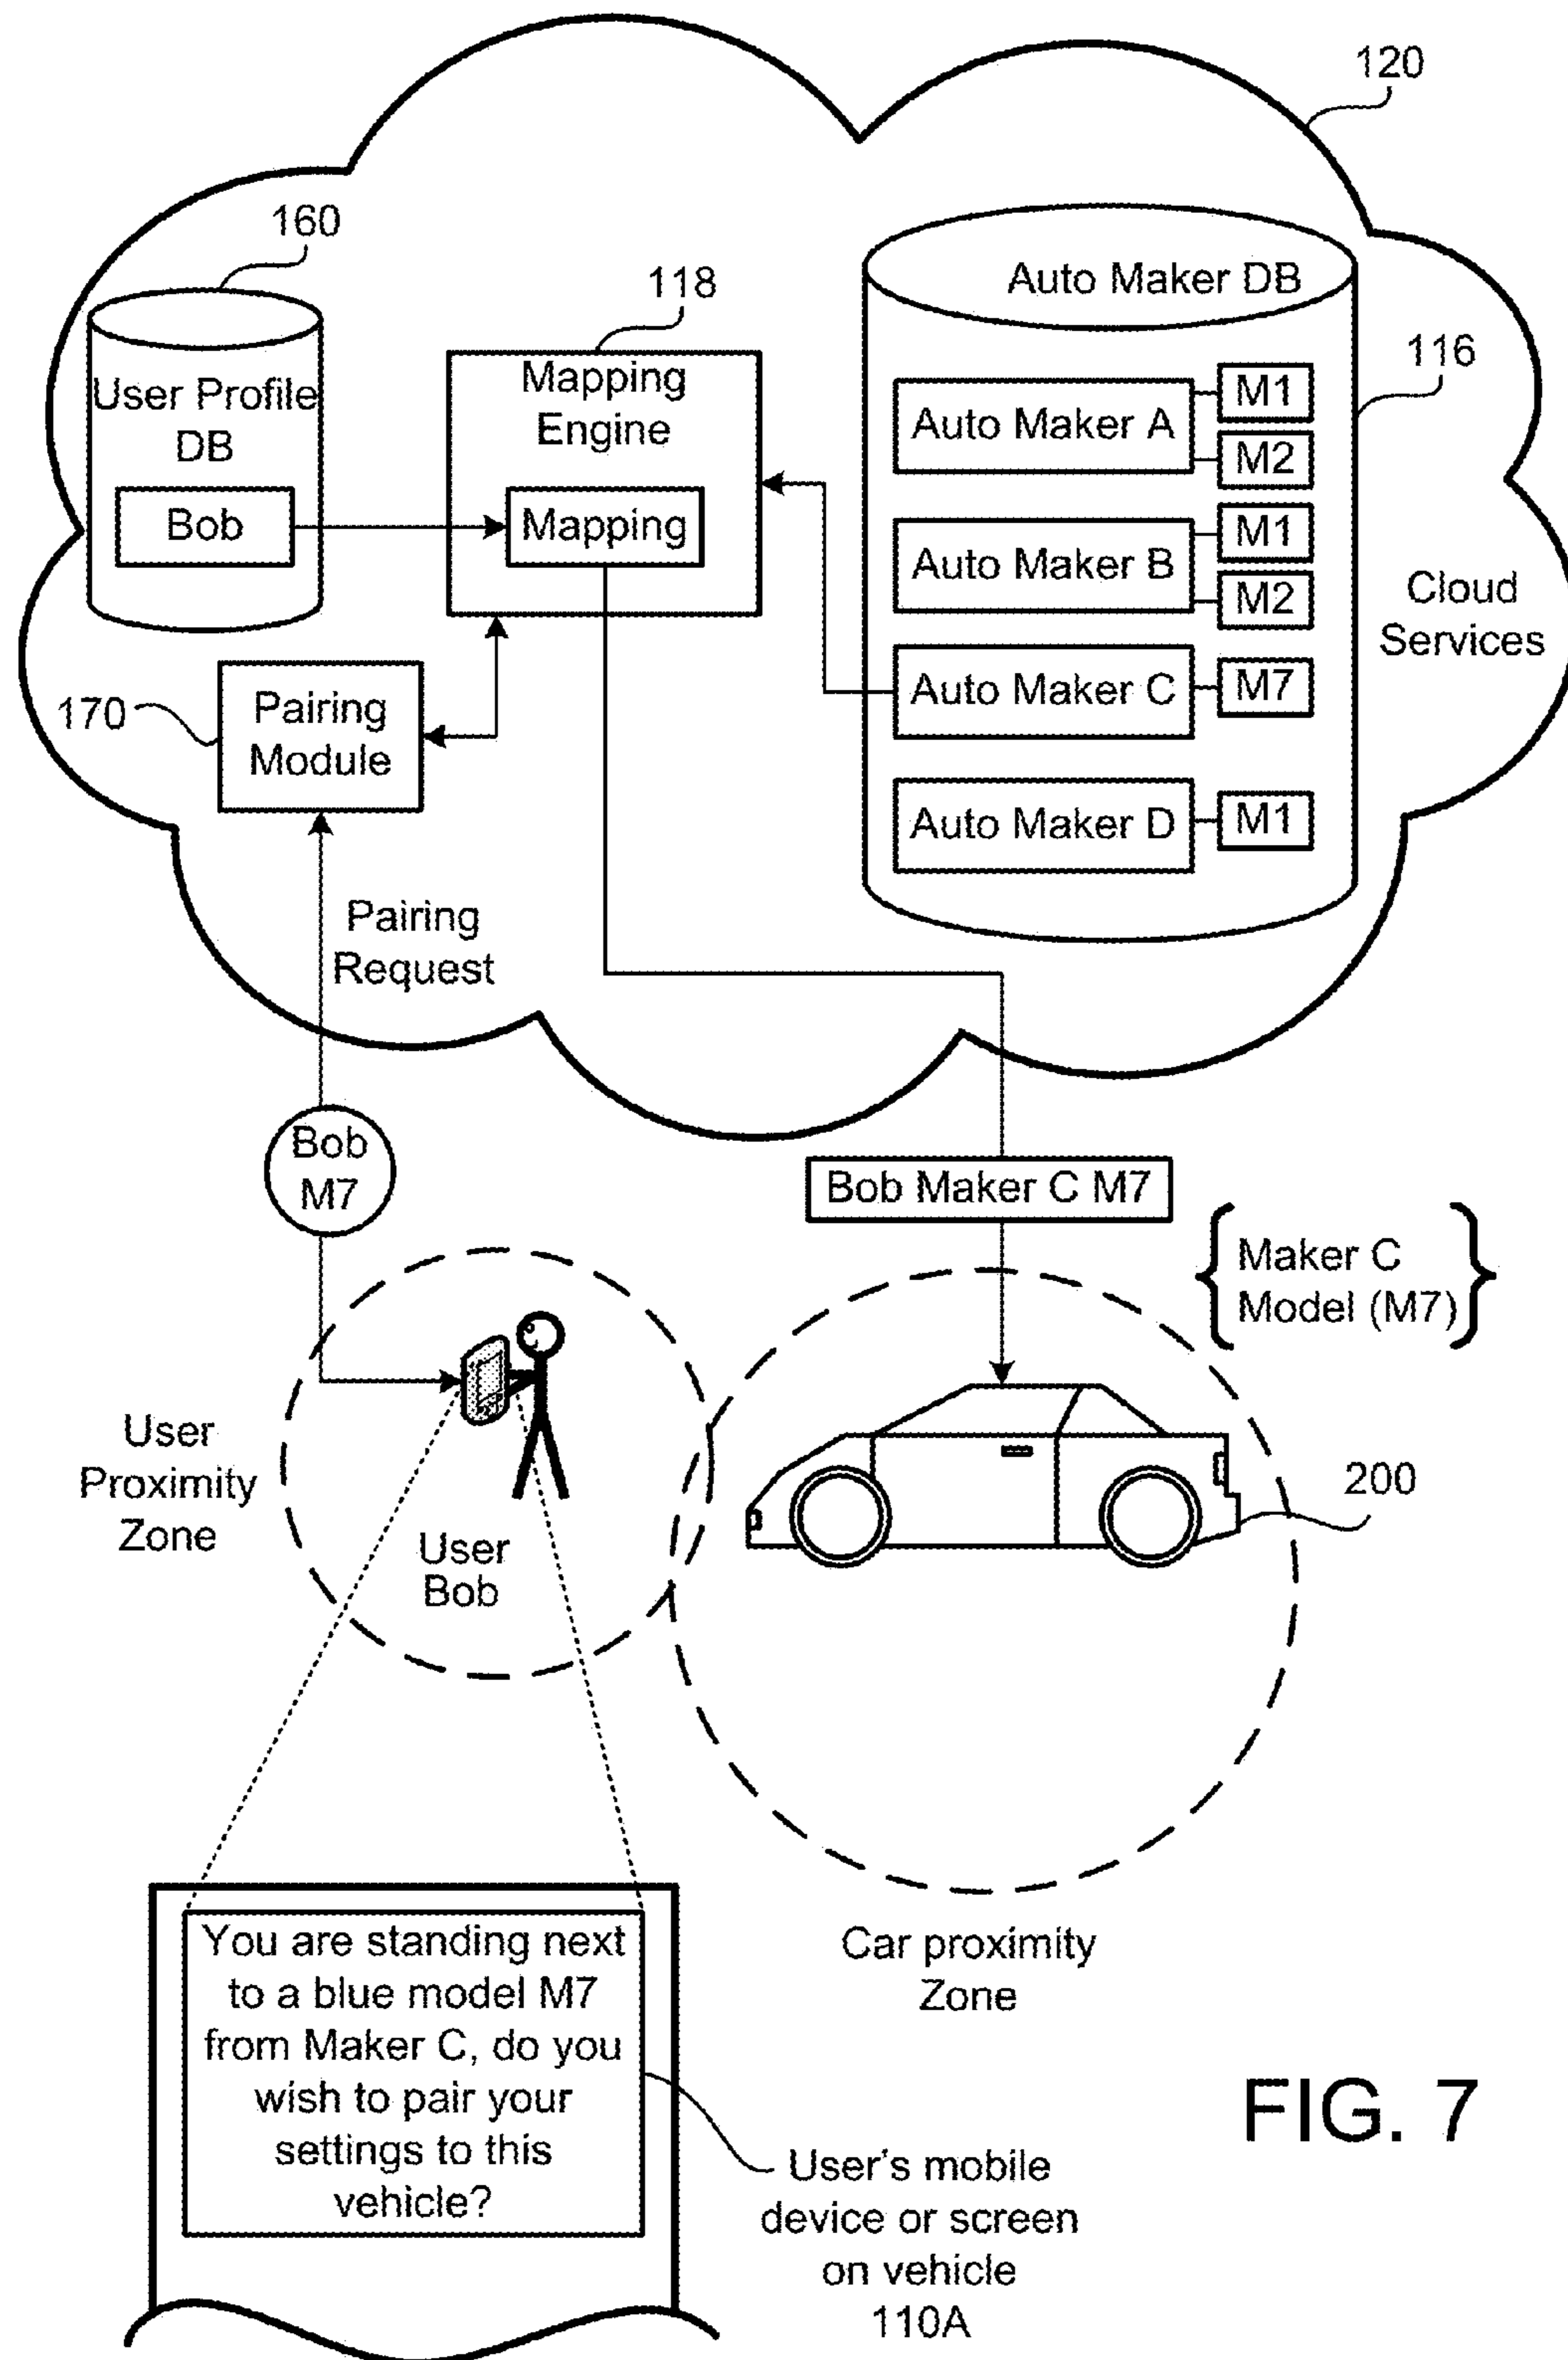 120
160
118
Auto Maker DB
116
User Profile
DB
Bob
Mapping
Engine
Mapping
Auto Maker A
M1
M2
Auto Maker B
M1
M2
Auto Maker C
M7
Auto Maker D
M1
Cloud
Services
170
Pairing
Module
Pairing
Request
Bob
M7
Bob Maker C M7
Maker C
Model (M7)
User
Proximity
Zone
User
Bob
200
Car proximity
Zone
You are standing next
to a blue model M7
from Maker C, do you
wish to pair your
settings to this
vehicle?
User's mobile
device or screen
on vehicle
110A
FIG. 7